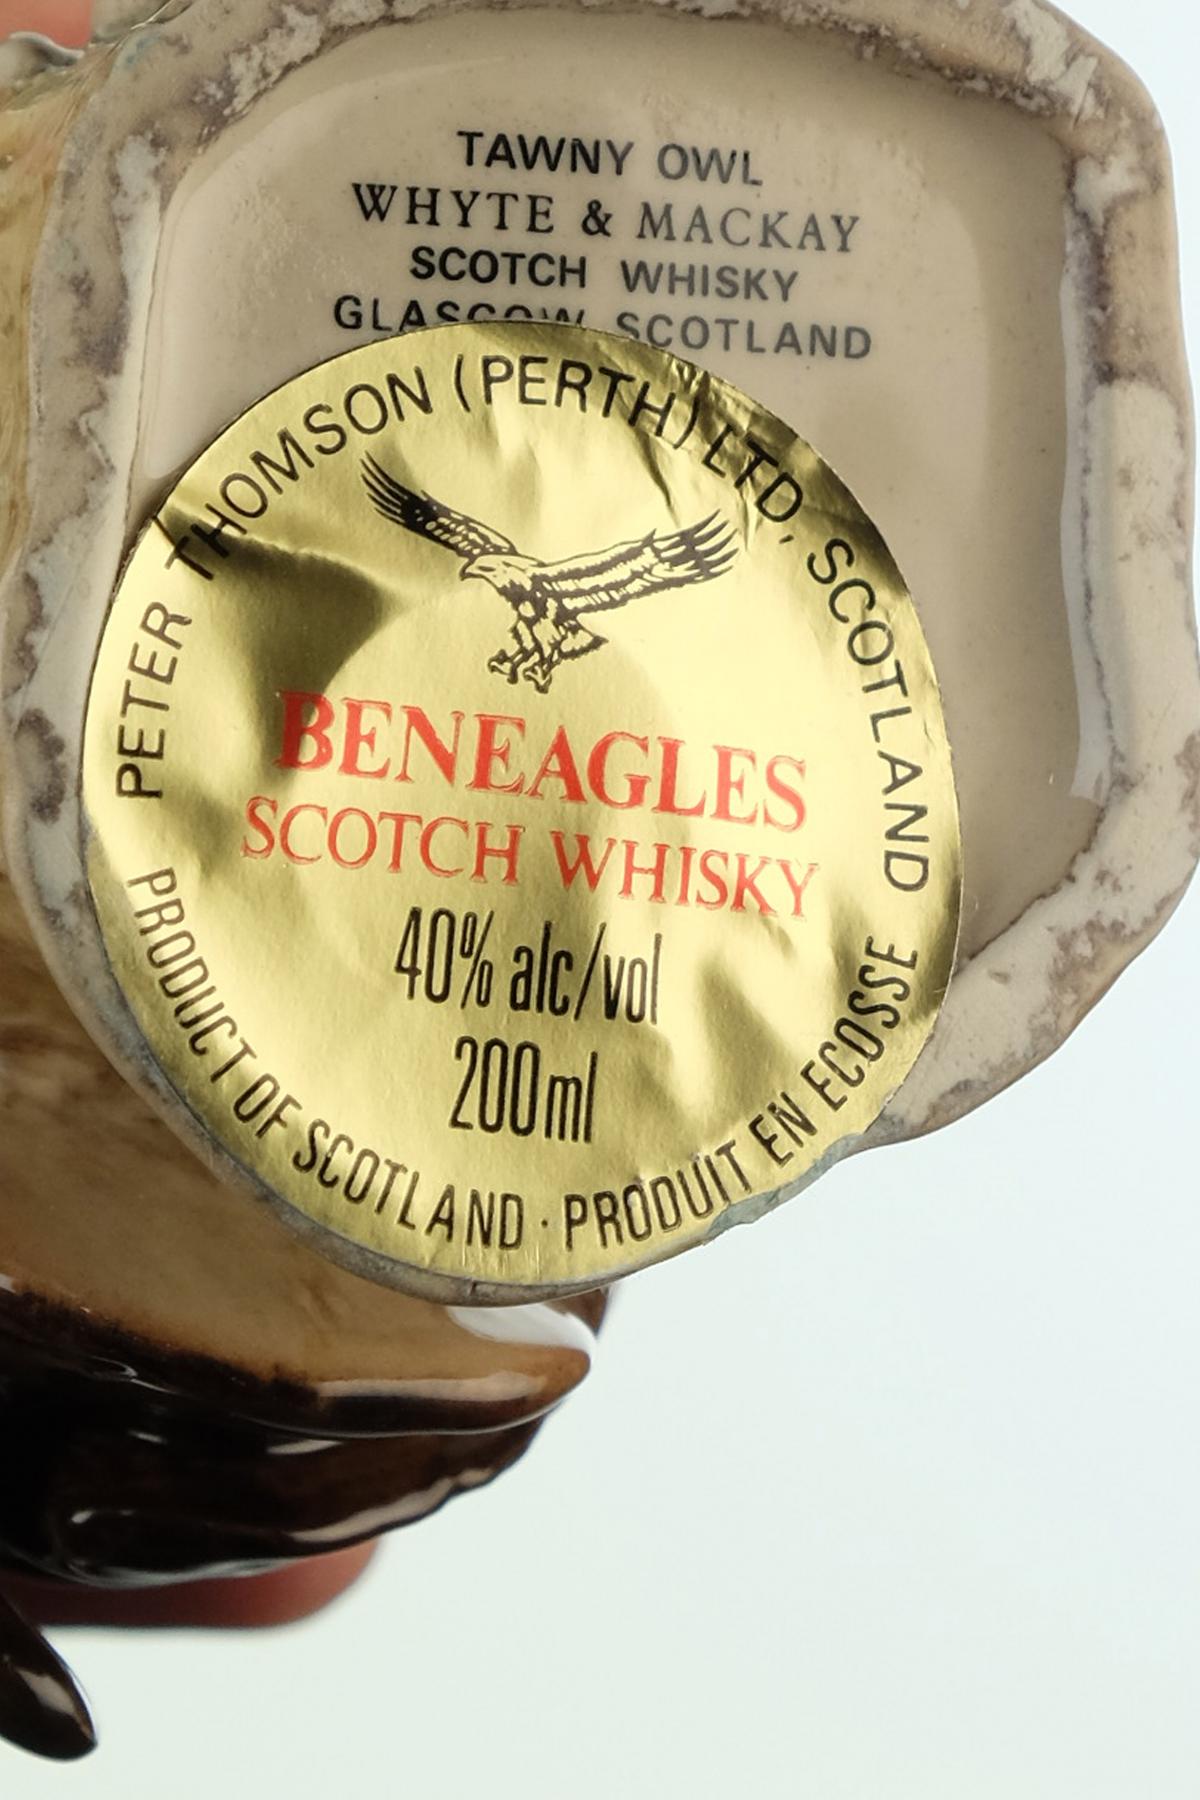 TAWNY OWL
WHYTE & MACKAY
SCOTCH WHISKY
GLASGOW SCOTLAND
PETER THOMSON (PERTH) LTD, SCOTLAND
BENEAGLES
SCOTCH WHISKY
40% alc/vol
200ml
PRODUCT OF SCOTLAND · PRODUIT EN ECOSSE